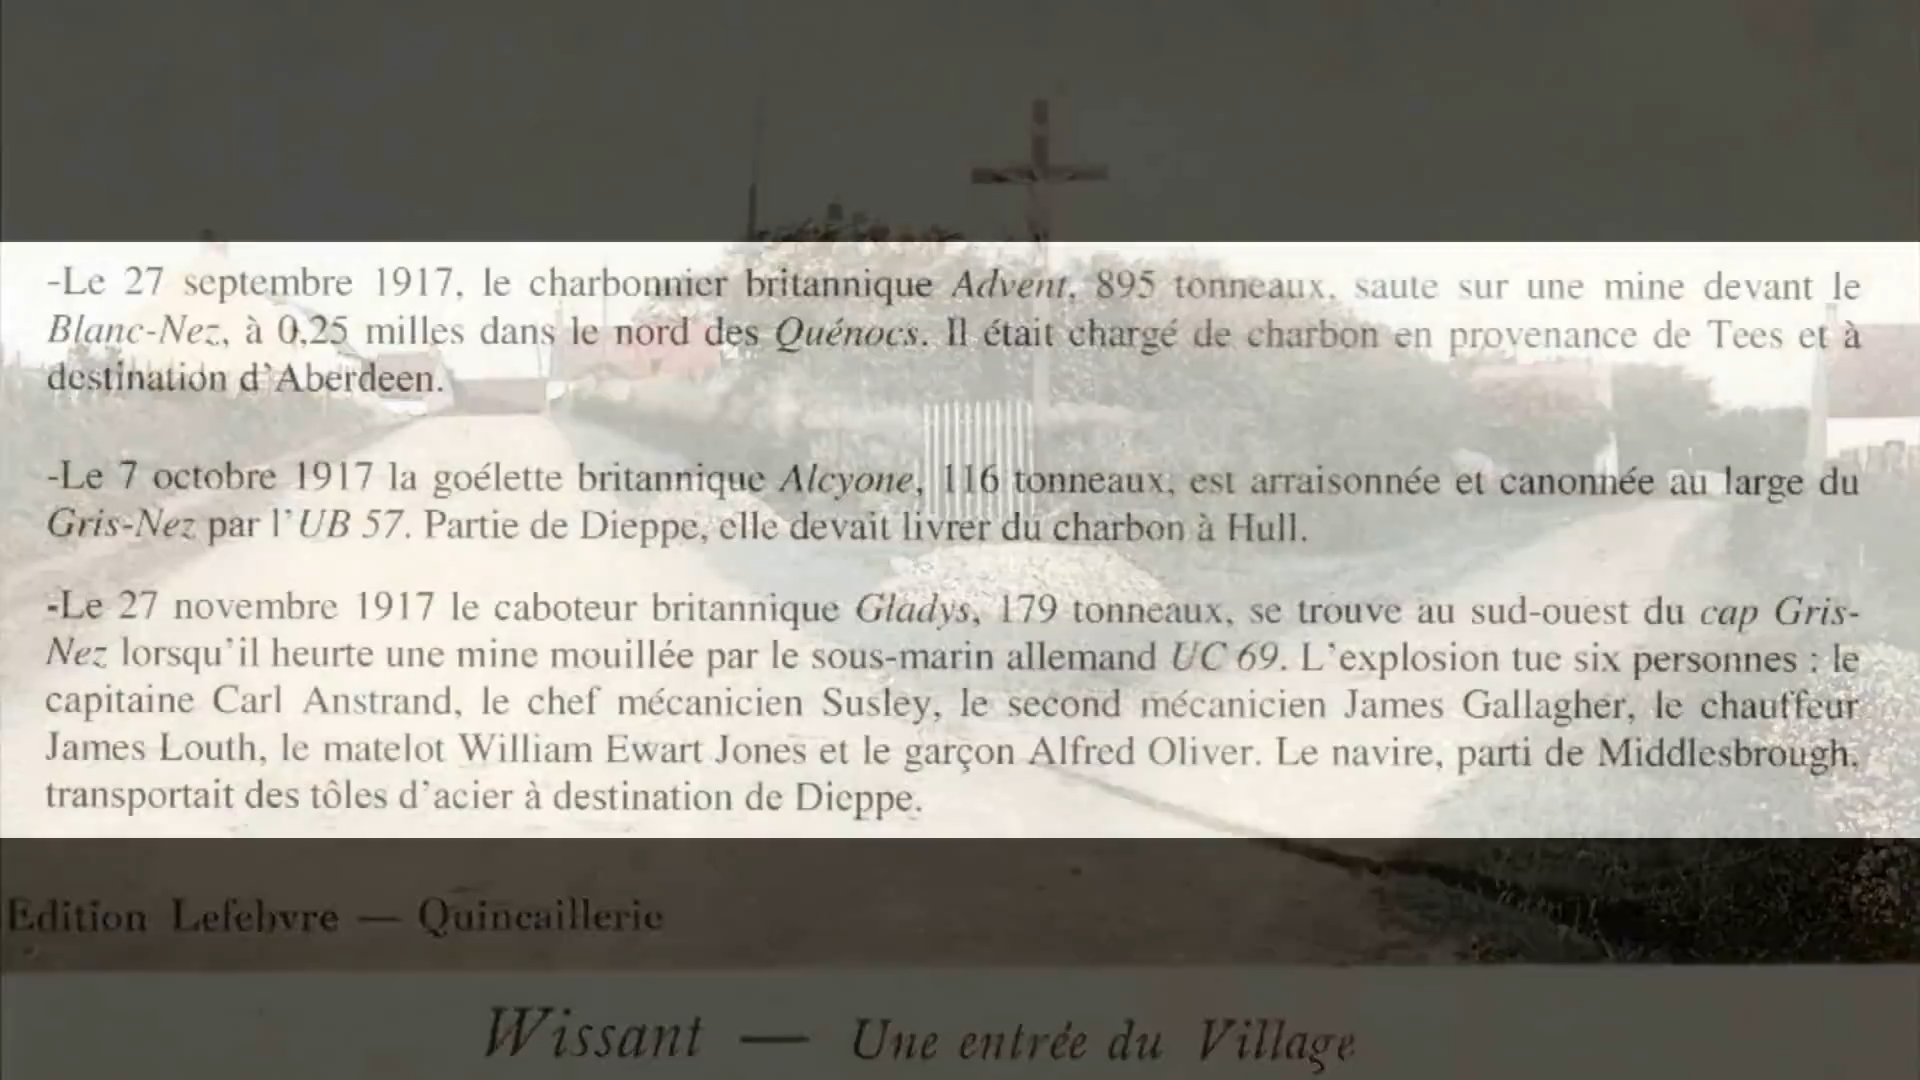 -Le 27 septembre 1917, le charbonnier britannique Advent, 895 tonneaux, saute sur une mine devant le
Blanc-Nez, à 0,25 milles dans le nord des Quénocs. Il était chargé de charbon en provenance de Tees et à
destination d'Aberdeen.
-Le 7 octobre 1917 la goélette britannique Alcyone, 116 tonneaux, est arraisonnée et canonnée au large du
Gris-Nez par l'UB 57. Partie de Dieppe, elle devait livrer du charbon à Hull.
-Le 27 novembre 1917 le caboteur britannique Gladys, 179 tonneaux, se trouve au sud-ouest du cap Gris-
Nez lorsqu'il heurte une mine mouillée par le sous-marin allemand UC 69. L'explosion tue six personnes : le
capitaine Carl Anstrand, le chef mécanicien Susley, le second mécanicien James Gallagher, le chauffeur
James Louth, le matelot William Ewart Jones et le garçon Alfred Oliver. Le navire, parti de Middlesbrough,
transportait des tôles d'acier à destination de Dieppe.
Edition Lefebvre — Quincaillerie
Wissant — Une entrée du Village